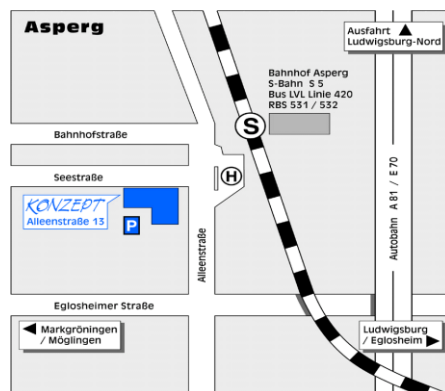 Asperg
Ausfahrt
Ludwigsburg-Nord
Bahnhof Asperg
S-Bahn S 5
Bus LVL Linie 420
RBS 531 / 532
S
Bahnhofstraße
Seestraße
H
KONZEPT
Alleenstraße 13
P
Alleenstraße
Autobahn A 81 / E 70
Eglosheimer Straße
Markgröningen
/ Möglingen
Ludwigsburg
/ Eglosheim